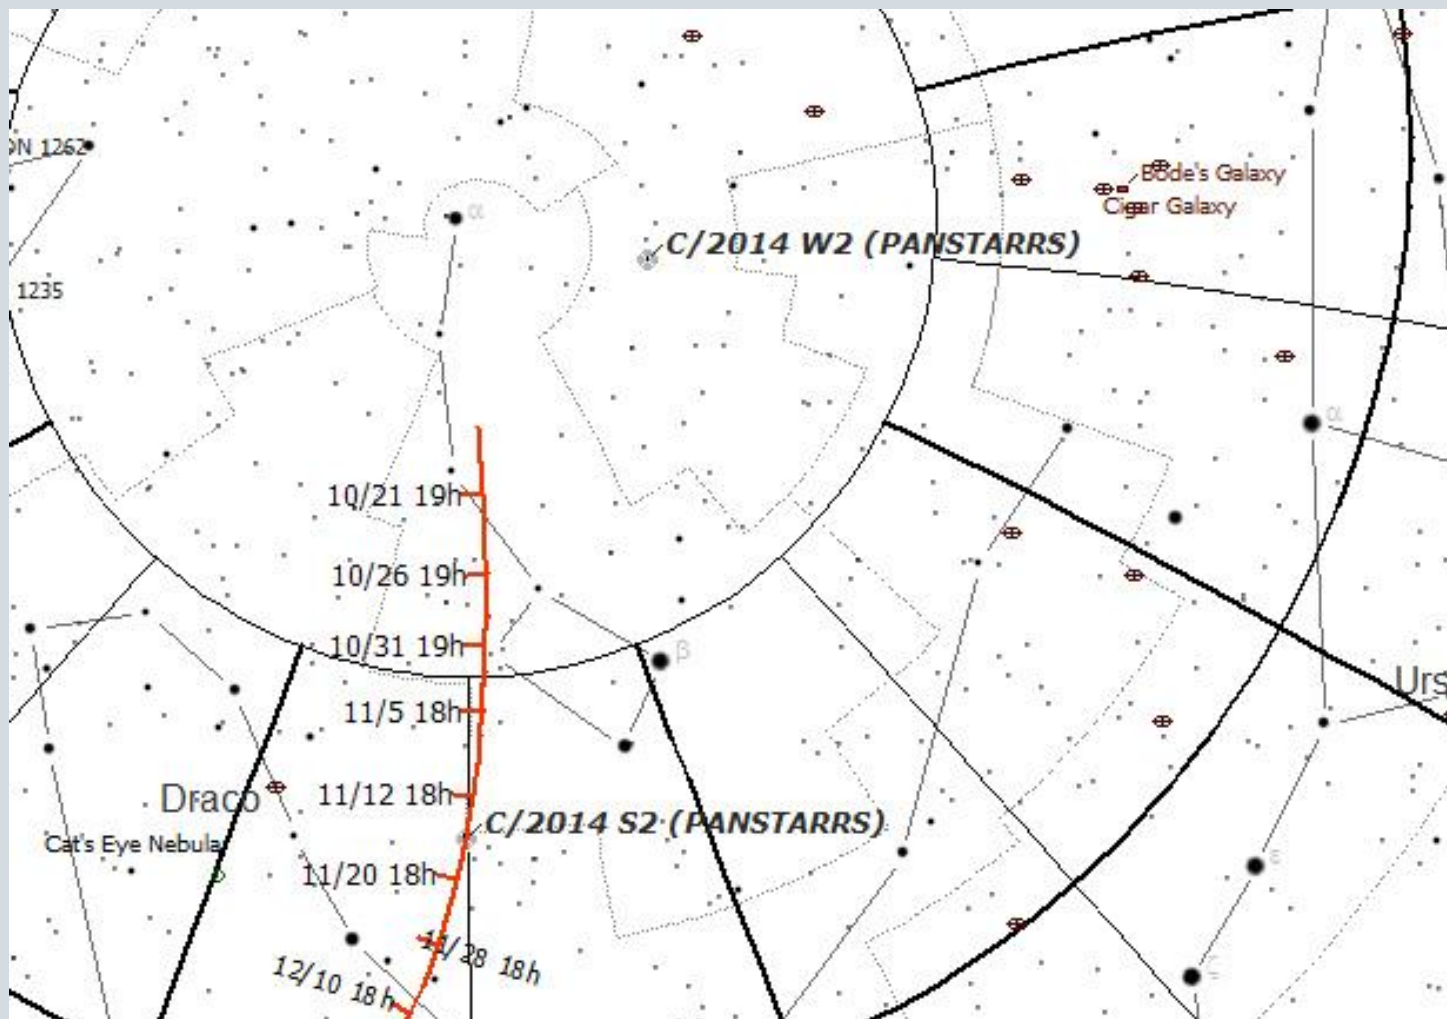 DN 1262
Bode's Galaxy
Cigar Galaxy
α
C/2014 W2 (PANSTARRS)
1235
α
10/21 19h
10/26 19h
10/31 19h
β
Urs
11/5 18h
Draco
11/12 18h
C/2014 S2 (PANSTARRS)
Cat's Eye Nebula
11/20 18h
ε
11/28 18h
12/10 18h
ζ